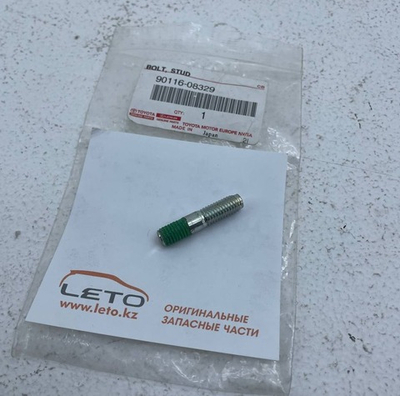 BOLT, STUD
90116-08329
QTY.
1
TOYOTA MOTOR EUROPE NV/SA
MADE IN Japan
LETO
www.leto.kz
ОРИГИНАЛЬНЫЕ
ЗАПАСНЫЕ ЧАСТИ